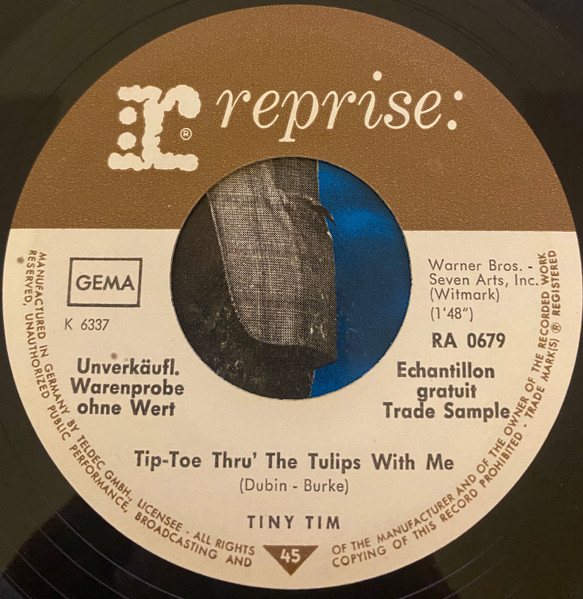 r® reprise:
GEMA
K 6337
Unverkäufl.
Warenprobe
ohne Wert
Warner Bros. -
Seven Arts, Inc.
(Witmark)
(1'48")
RA 0679
Echantillon
gratuit
Trade Sample
Tip-Toe Thru' The Tulips With Me
(Dubin - Burke)
TINY TIM
45
MANUFACTURED IN GERMANY BY TELDEC GMBH., LICENSEE - ALL RIGHTS OF THE MANUFACTURER AND OF THE OWNER OF THE RECORDED WORK
RESERVED, UNAUTHORIZED PUBLIC PERFORMANCE, BROADCASTING AND COPYING OF THIS RECORD PROHIBITED - TRADE MARK(S) ® REGISTERED